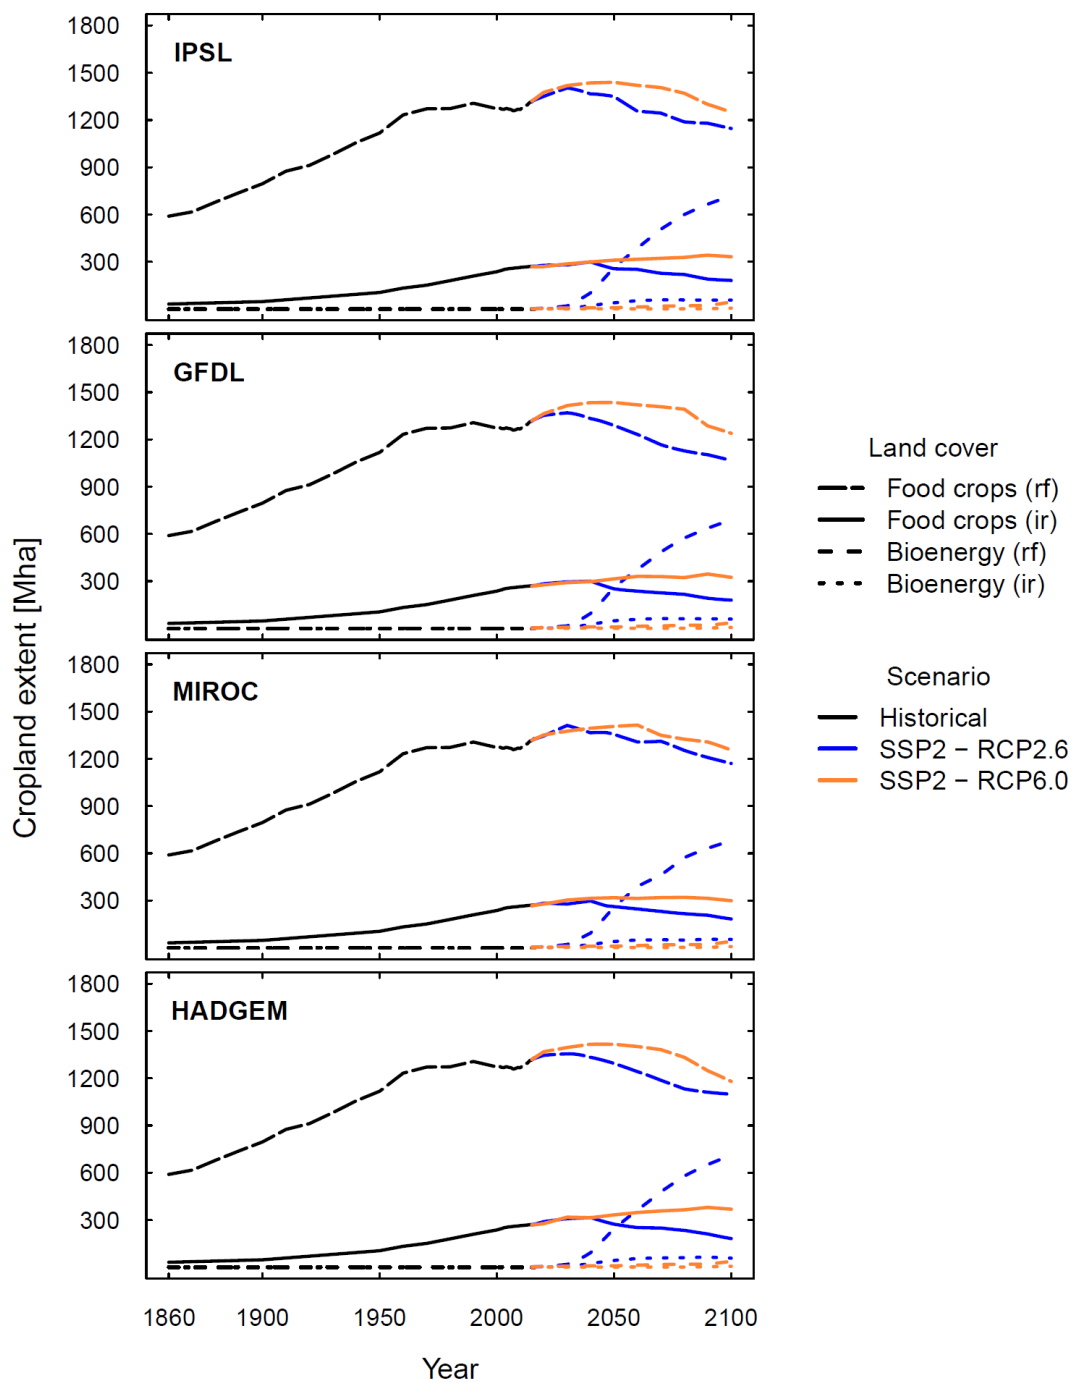 IPSL
1800
1500
1200
900
600
300
GFDL
1800
1500
1200
900
600
300
MIROC
1800
1500
1200
900
600
300
HADGEM
1800
1500
1200
900
600
300
Cropland extent [Mha]
1860 1900 1950 2000 2050 2100
Year
Land cover
Food crops (rf)
Food crops (ir)
Bioenergy (rf)
Bioenergy (ir)
Scenario
Historical
SSP2 − RCP2.6
SSP2 − RCP6.0